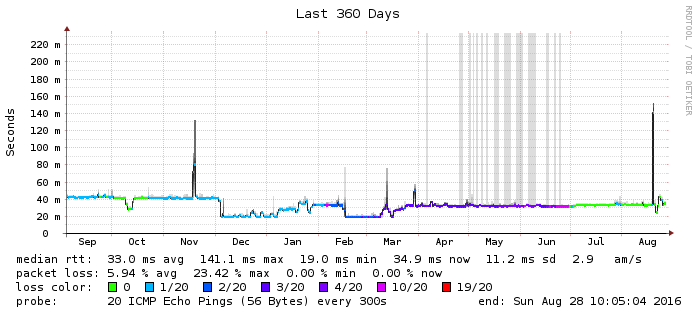 Last 360 Days
RRDTOOL / TOBI OETIKER
Seconds
220 m
200 m
180 m
160 m
140 m
120 m
100 m
80 m
60 m
40 m
20 m
0
Sep Oct Nov Dec Jan Feb Mar Apr May Jun Jul Aug
median rtt: 33.0 ms avg 141.1 ms max 19.0 ms min 34.9 ms now 11.2 ms sd 2.9 am/s
packet loss: 5.94 % avg 23.42 % max 0.00 % min 0.00 % now
loss color: 0 1/20 2/20 3/20 4/20 10/20 19/20
probe: 20 ICMP Echo Pings (56 Bytes) every 300s end: Sun Aug 28 10:05:04 2016